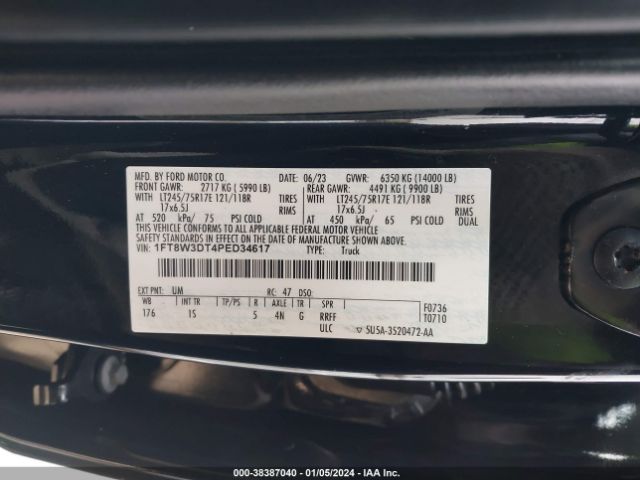 MFD. BY FORD MOTOR CO. DATE: 06/23 GVWR: 6350 KG (14000 LB)
FRONT GAWR: 2717 KG ( 5990 LB) REAR GAWR: 4491 KG ( 9900 LB)
WITH LT245/75R17E 121/118R TIRES WITH LT245/75R17E 121/118R TIRES
17x6.5J RIMS 17x6.5J RIMS
AT 520 kPa/ 75 PSI COLD AT 450 kPa/ 65 PSI COLD DUAL
THIS VEHICLE CONFORMS TO ALL APPLICABLE FEDERAL MOTOR VEHICLE
SAFETY STANDARDS IN EFFECT ON THE DATE OF MANUFACTURE SHOWN ABOVE.
VIN: 1FT8W3DT4PED34617 TYPE: Truck
EXT PNT: UM RC: 47 DSO:
WB INT TR TP/PS R AXLE TR SPR F0736
176 IS 5 4N G RRFF T0710
ULC ▽ SU5A-3520472-AA
000-38387040 - 01/05/2024 - IAA Inc. Copyright